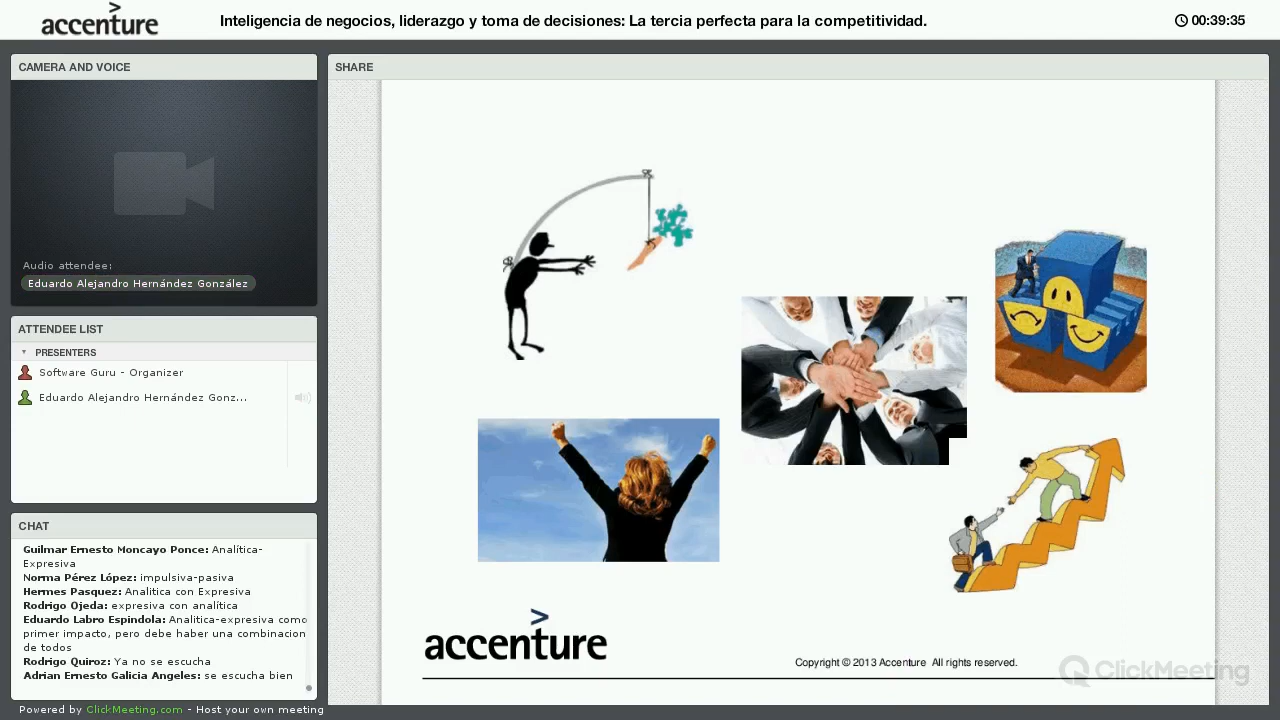 accenture
Inteligencia de negocios, liderazgo y toma de decisiones: La tercia perfecta para la competitividad.
00:39:35
CAMERA AND VOICE
Audio attendee:
Eduardo Alejandro Hernández González
ATTENDEE LIST
PRESENTERS
Software Guru - Organizer
Eduardo Alejandro Hernández Gonz...
CHAT
Guilmar Ernesto Moncayo Ponce: Analítica-
Expresiva
Norma Pérez López: impulsiva-pasiva
Hermes Pasquez: Analitica con Expresiva
Rodrigo Ojeda: expresiva con analítica
Eduardo Labro Espindola: Analitica-expresiva como
primer impacto, pero debe haber una combinacion
de todos
Rodrigo Quiroz: Ya no se escucha
Adrian Ernesto Galicia Angeles: se escucha bien
Powered by ClickMeeting.com - Host your own meeting
SHARE
accenture
Copyright © 2013 Accenture All rights reserved.
ClickMeeting